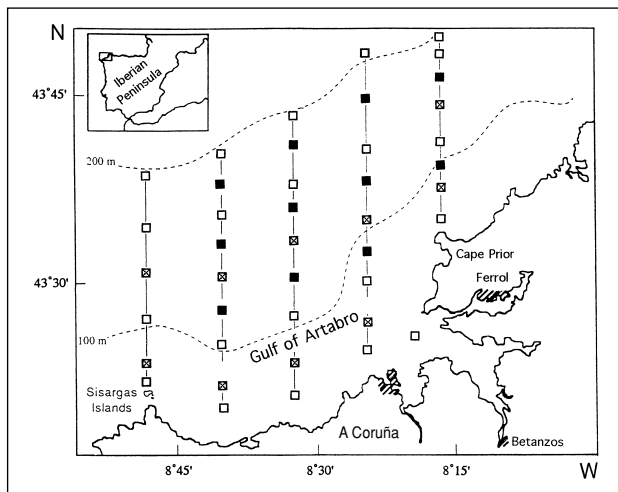 N
Iberian
Peninsula
43°45'
200 m
Cape Prior
Ferrol
43°30'
100 m
Gulf of Artabro
Sisargas
Islands
A Coruña
Betanzos
8°45'
8°30'
8°15'
W